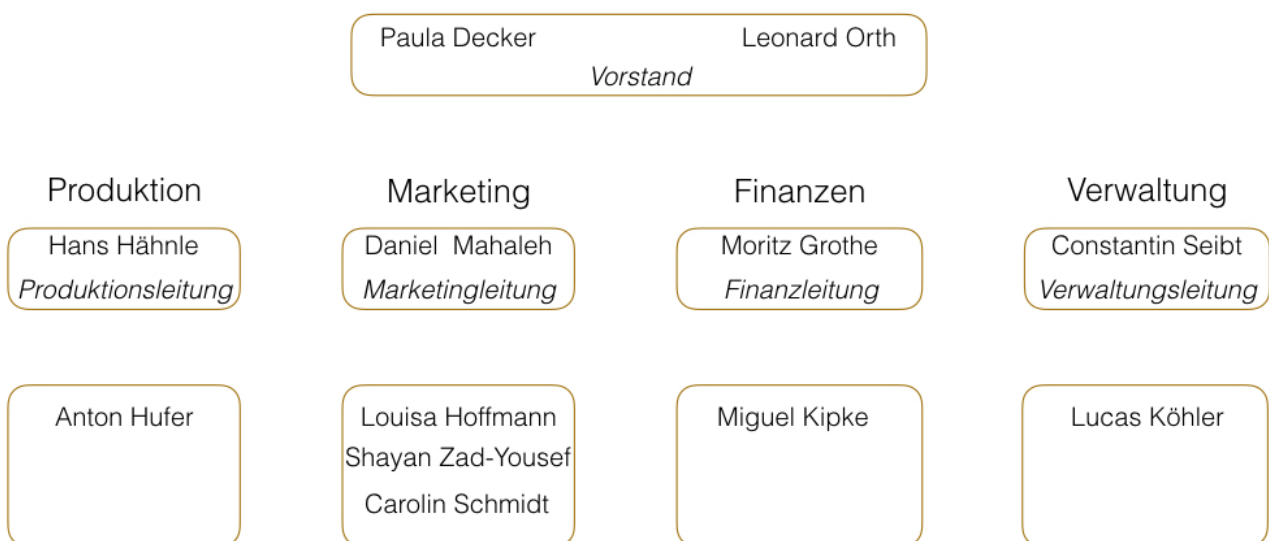 Paula Decker Leonard Orth
Vorstand
Produktion Marketing Finanzen Verwaltung
Hans Hähnle Daniel Mahaleh Moritz Grothe Constantin Seibt
Produktionsleitung Marketingleitung Finanzleitung Verwaltungsleitung
Anton Hufer Louisa Hoffmann Miguel Kipke Lucas Köhler
Shayan Zad-Yousef
Carolin Schmidt